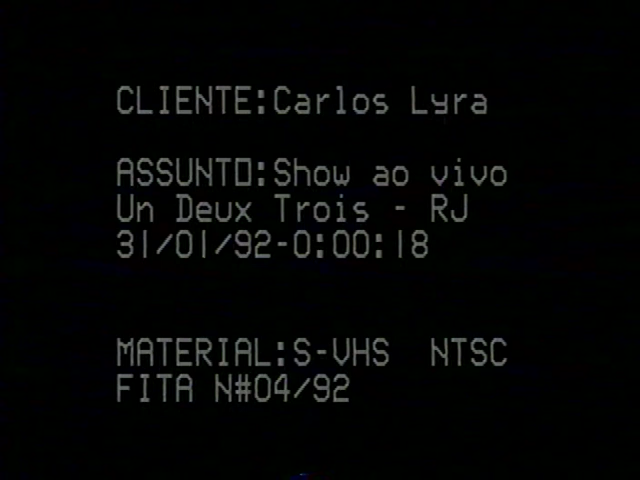 CLIENTE:Carlos Lyra
ASSUNTO:Show ao vivo
Un Deux Trois - RJ
31/01/92-0:00:18
MATERIAL:S-VHS NTSC
FITA N#04/92